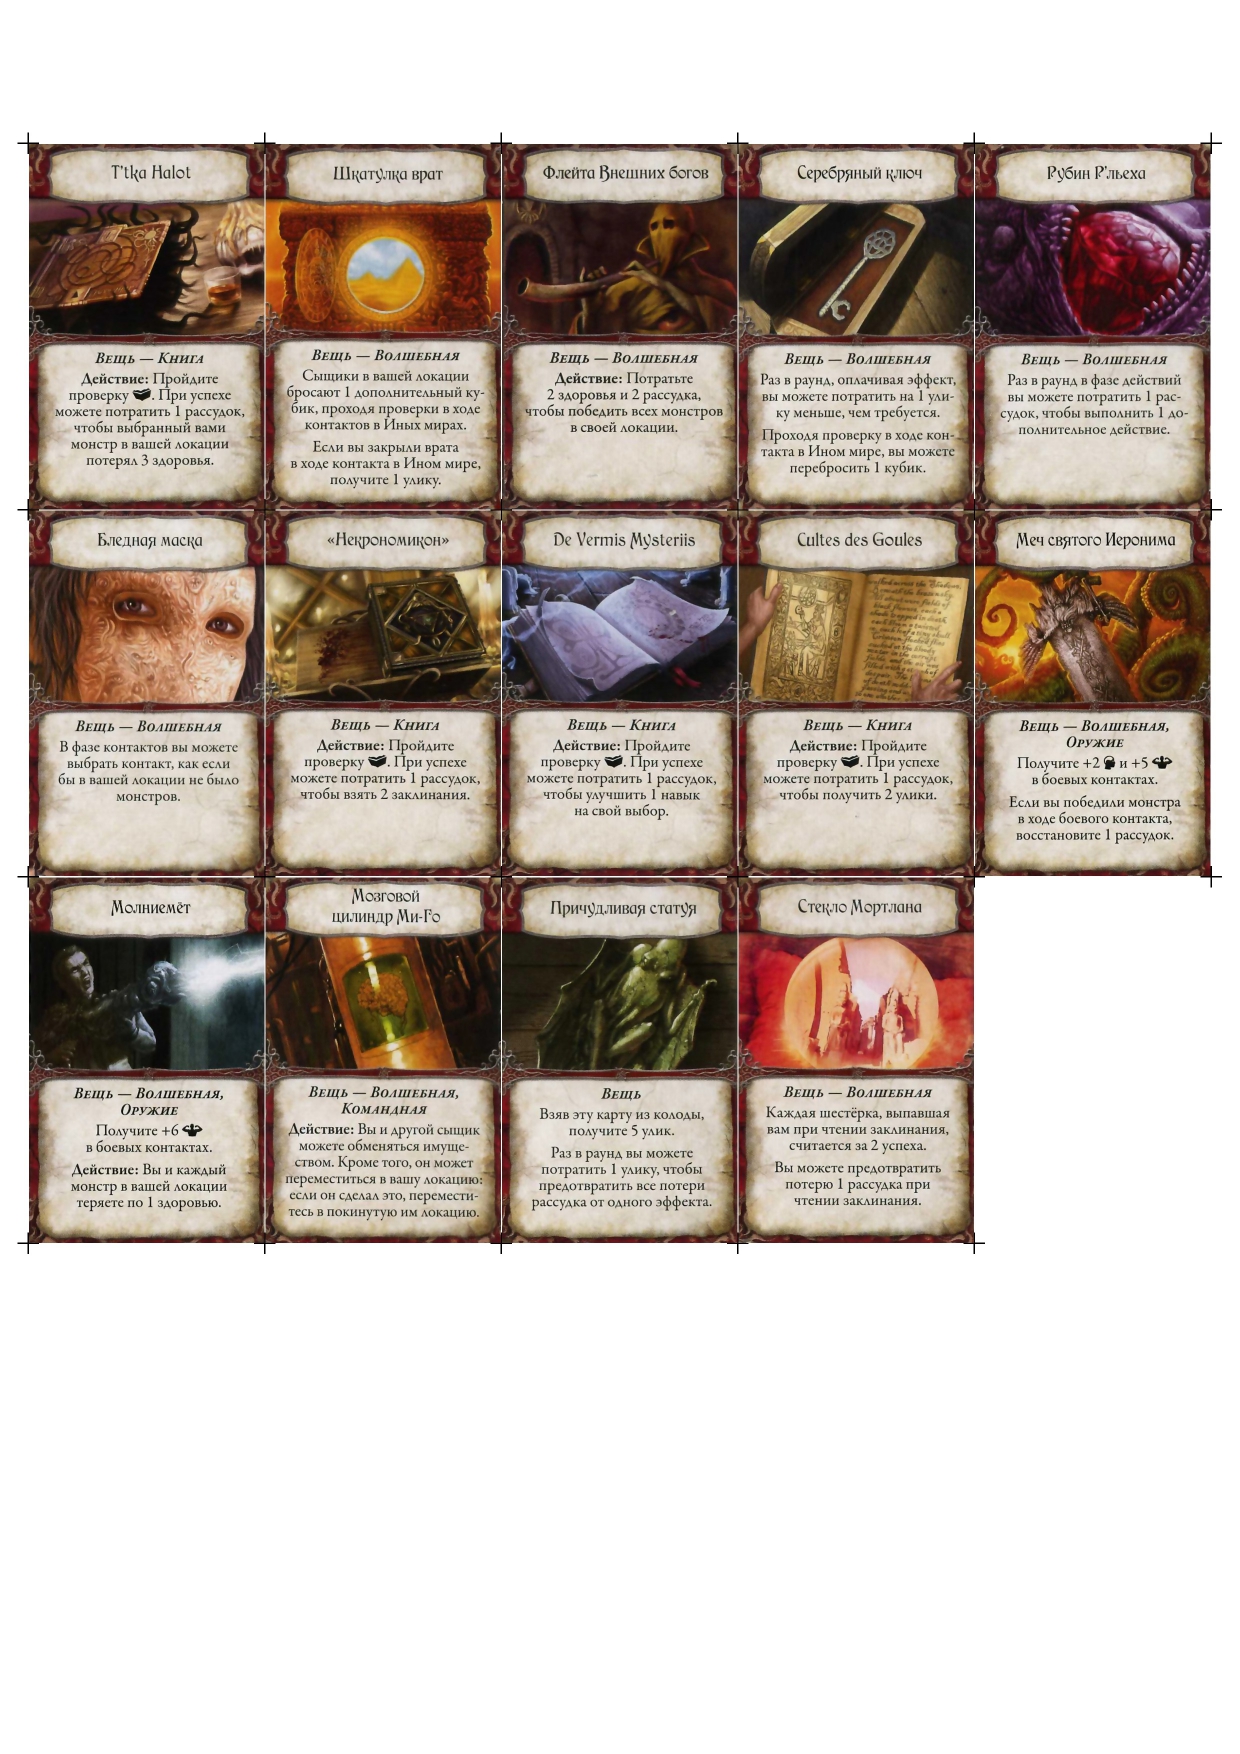 T'tka Halot
Вещь — Книга
Действие: Пройдите
проверку . При успехе
можете потратить 1 рассудок,
чтобы выбранный вами
монстр в вашей локации
потерял 3 здоровья.
Шкатулка врат
Вещь — Волшебная
Сыщики в вашей локации
бросают 1 дополнительный ку-
бик, проходя проверки в ходе
контактов в Иных мирах.
Если вы закрыли врата
в ходе контакта в Ином мире,
получите 1 улику.
Флейта Внешних богов
Вещь — Волшебная
Действие: Потратьте
2 здоровья и 2 рассудка,
чтобы победить всех монстров
в своей локации.
Серебряный ключ
Вещь — Волшебная
Раз в раунд, оплачивая эффект,
вы можете потратить на 1 ули-
ку меньше, чем требуется.
Проходя проверку в ходе кон-
такта в Ином мире, вы можете
перебросить 1 кубик.
Рубин Р'льеха
Вещь — Волшебная
Раз в раунд в фазе действий
вы можете потратить 1 рас-
судок, чтобы выполнить 1 до-
полнительное действие.
Бледная маска
Вещь — Волшебная
В фазе контактов вы можете
выбрать контакт, как если
бы в вашей локации не было
монстров.
«Некрономикон»
Вещь — Книга
Действие: Пройдите
проверку . При успехе
можете потратить 1 рассудок,
чтобы взять 2 заклинания.
De Vermis Mysteriis
Вещь — Книга
Действие: Пройдите
проверку . При успехе
можете потратить 1 рассудок,
чтобы улучшить 1 навык
на свой выбор.
Cultes des Goules
Вещь — Книга
Действие: Пройдите
проверку . При успехе
можете потратить 1 рассудок,
чтобы получить 2 улики.
Меч святого Иеронима
Вещь — Волшебная,
Оружие
Получите +2 и +5
в боевых контактах.
Если вы победили монстра
в ходе боевого контакта,
восстановите 1 рассудок.
Молниемёт
Вещь — Волшебная,
Оружие
Получите +6
в боевых контактах.
Действие: Вы и каждый
монстр в вашей локации
теряете по 1 здоровью.
Мозговой
цилиндр Ми-Го
Вещь — Волшебная,
Командная
Действие: Вы и другой сыщик
можете обменяться имуще-
ством. Кроме того, он может
переместиться в вашу локацию:
если он сделал это, перемести-
тесь в покинутую им локацию.
Причудливая статуя
Вещь
Взяв эту карту из колоды,
получите 5 улик.
Раз в раунд вы можете
потратить 1 улику, чтобы
предотвратить все потери
рассудка от одного эффекта.
Стекло Мортлана
Вещь — Волшебная
Каждая шестёрка, выпавшая
вам при чтении заклинания,
считается за 2 успеха.
Вы можете предотвратить
потерю 1 рассудка при
чтении заклинания.